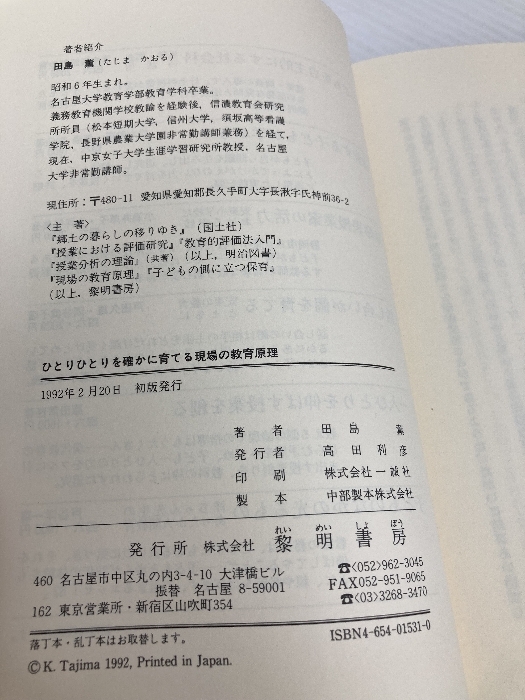 著者紹介
田島 薫(たじま かおる)
昭和6年生まれ。
名古屋大学教育学部教育学科卒業。
義務教育機関学校教諭を経験後,信濃教育会研究
所所員(松本短期大学,信州大学,須坂高等看護
学院,長野県農業大学園非常勤講師兼務)を経て,
現在,中京女子大学生涯学習研究所教授,名古屋
大学非常勤講師。
現住所:〒480-11 愛知県愛知郡長久手町大字長湫字氏神前36-2
〈主 著〉
『郷土の暮らしの移りゆき』(国土社)
『授業における評価研究』『教育的評価法入門』
『授業分析の理論』(共著)(以上,明治図書)
『現場の教育原理』『子どもの側に立つ保育』
(以上,黎明書房)
ひとりひとりを確かに育てる現場の教育原理
1992年2月20日 初版発行
著者 田島 薫
発行者 高田利彦
印刷 株式会社一誠社
製本 中部製本株式会社
発行所 株式会社 黎明書房
れい めい しょ ぼう
460 名古屋市中区丸の内3-4-10 大津橋ビル ☎〈052〉962-3045
振替 名古屋 8-59001 FAX052-951-9065
162 東京営業所・新宿区山吹町354 ☎〈03〉3268-3470
落丁本・乱丁本はお取替します。 ISBN4-654-01531-0
©K. Tajima 1992, Printed in Japan.